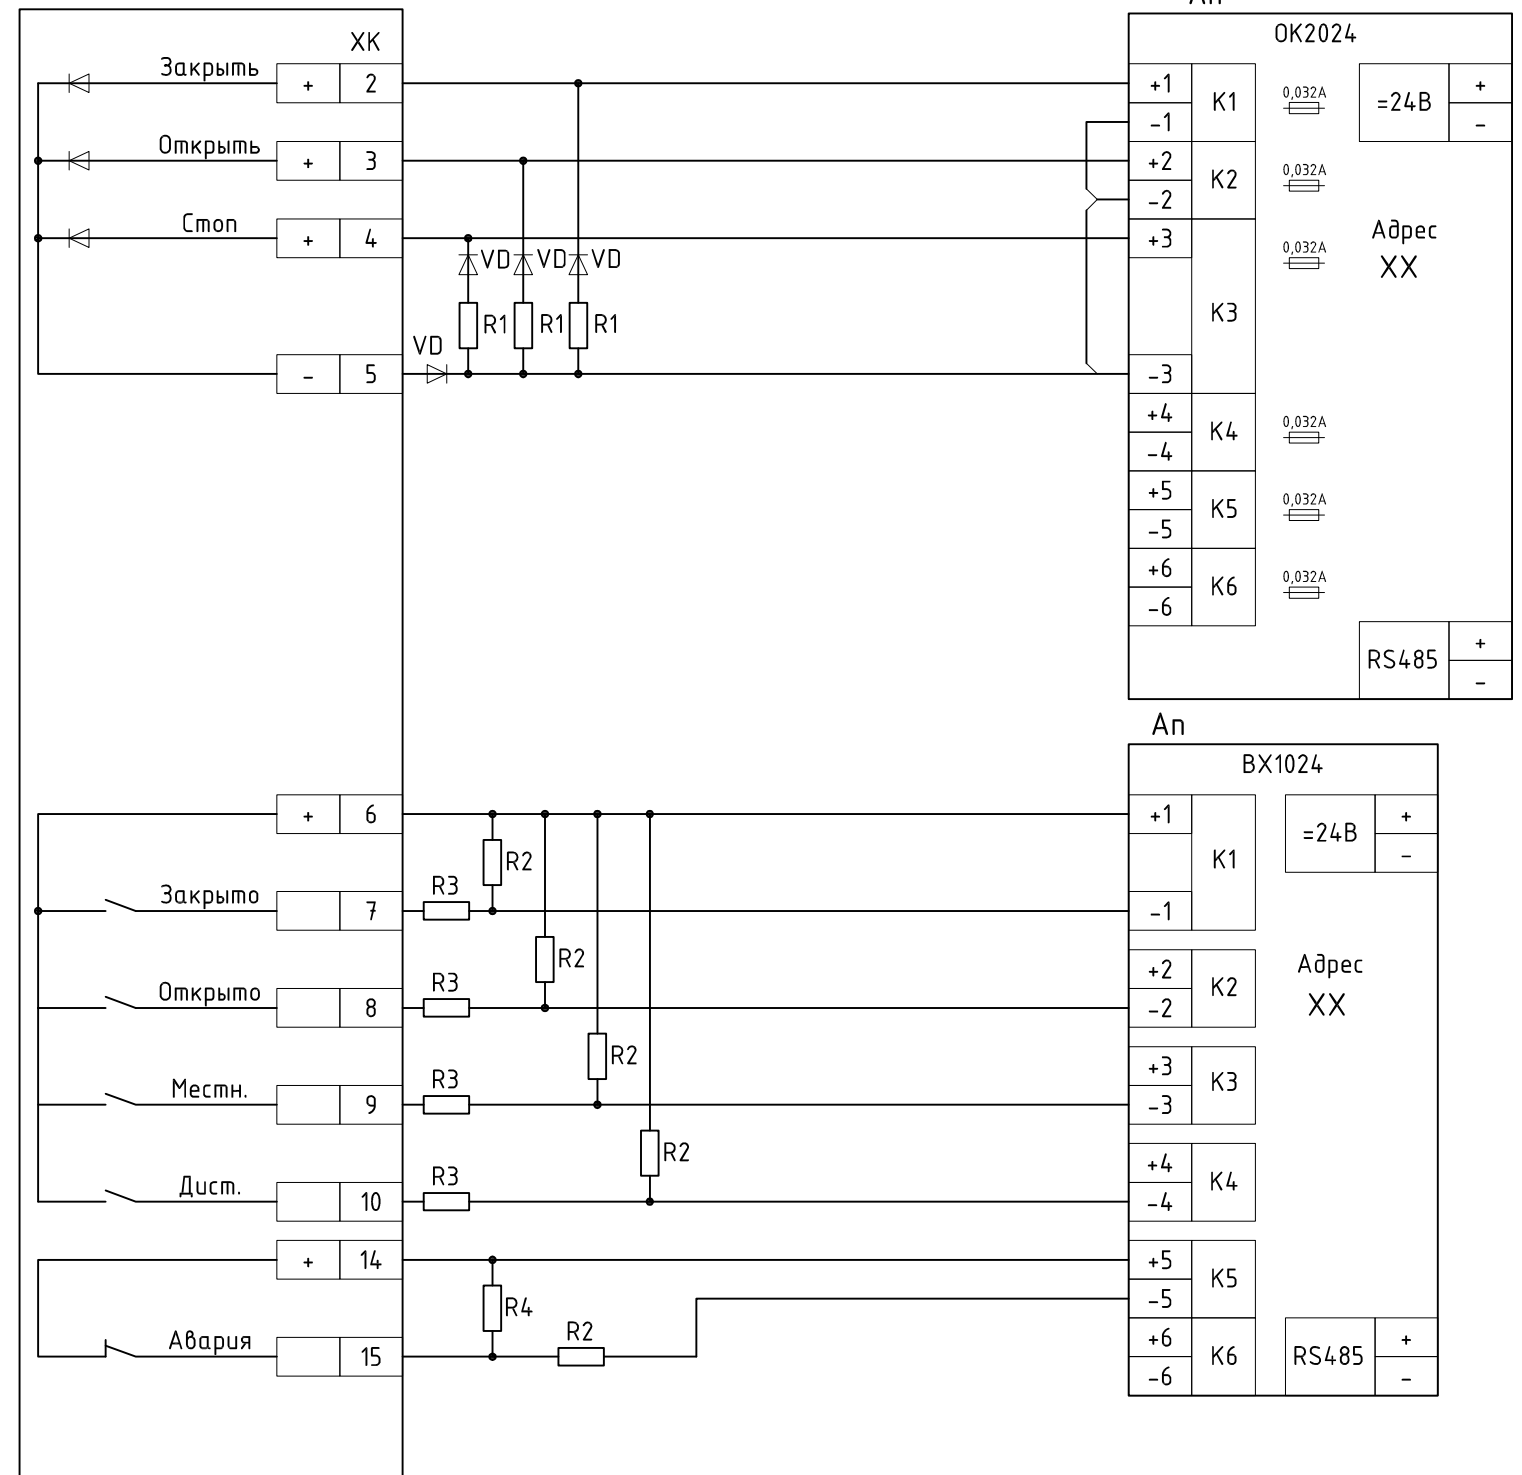 Ап
XK
OK2024
Закрыть
+
2
+1
-1
K1
0,032A
=24В
+
-
Открыть
+
3
+2
-2
K2
0,032A
Стоп
+
4
+3
K3
-3
0,032A
Адрес
XX
VD
VD
VD
R1
R1
R1
VD
-
5
+4
-4
K4
0,032A
+5
-5
K5
0,032A
+6
-6
K6
0,032A
RS485
+
-
Ап
BX1024
+
6
+1
-1
K1
=24В
+
-
R2
Закрыто
7
R3
R2
Открыто
8
R3
+2
-2
K2
Адрес
XX
R2
Местн.
9
R3
+3
-3
K3
R2
Дист.
10
R3
+4
-4
K4
+
14
+5
-5
K5
R4
R2
Авария
15
+6
-6
K6
RS485
+
-